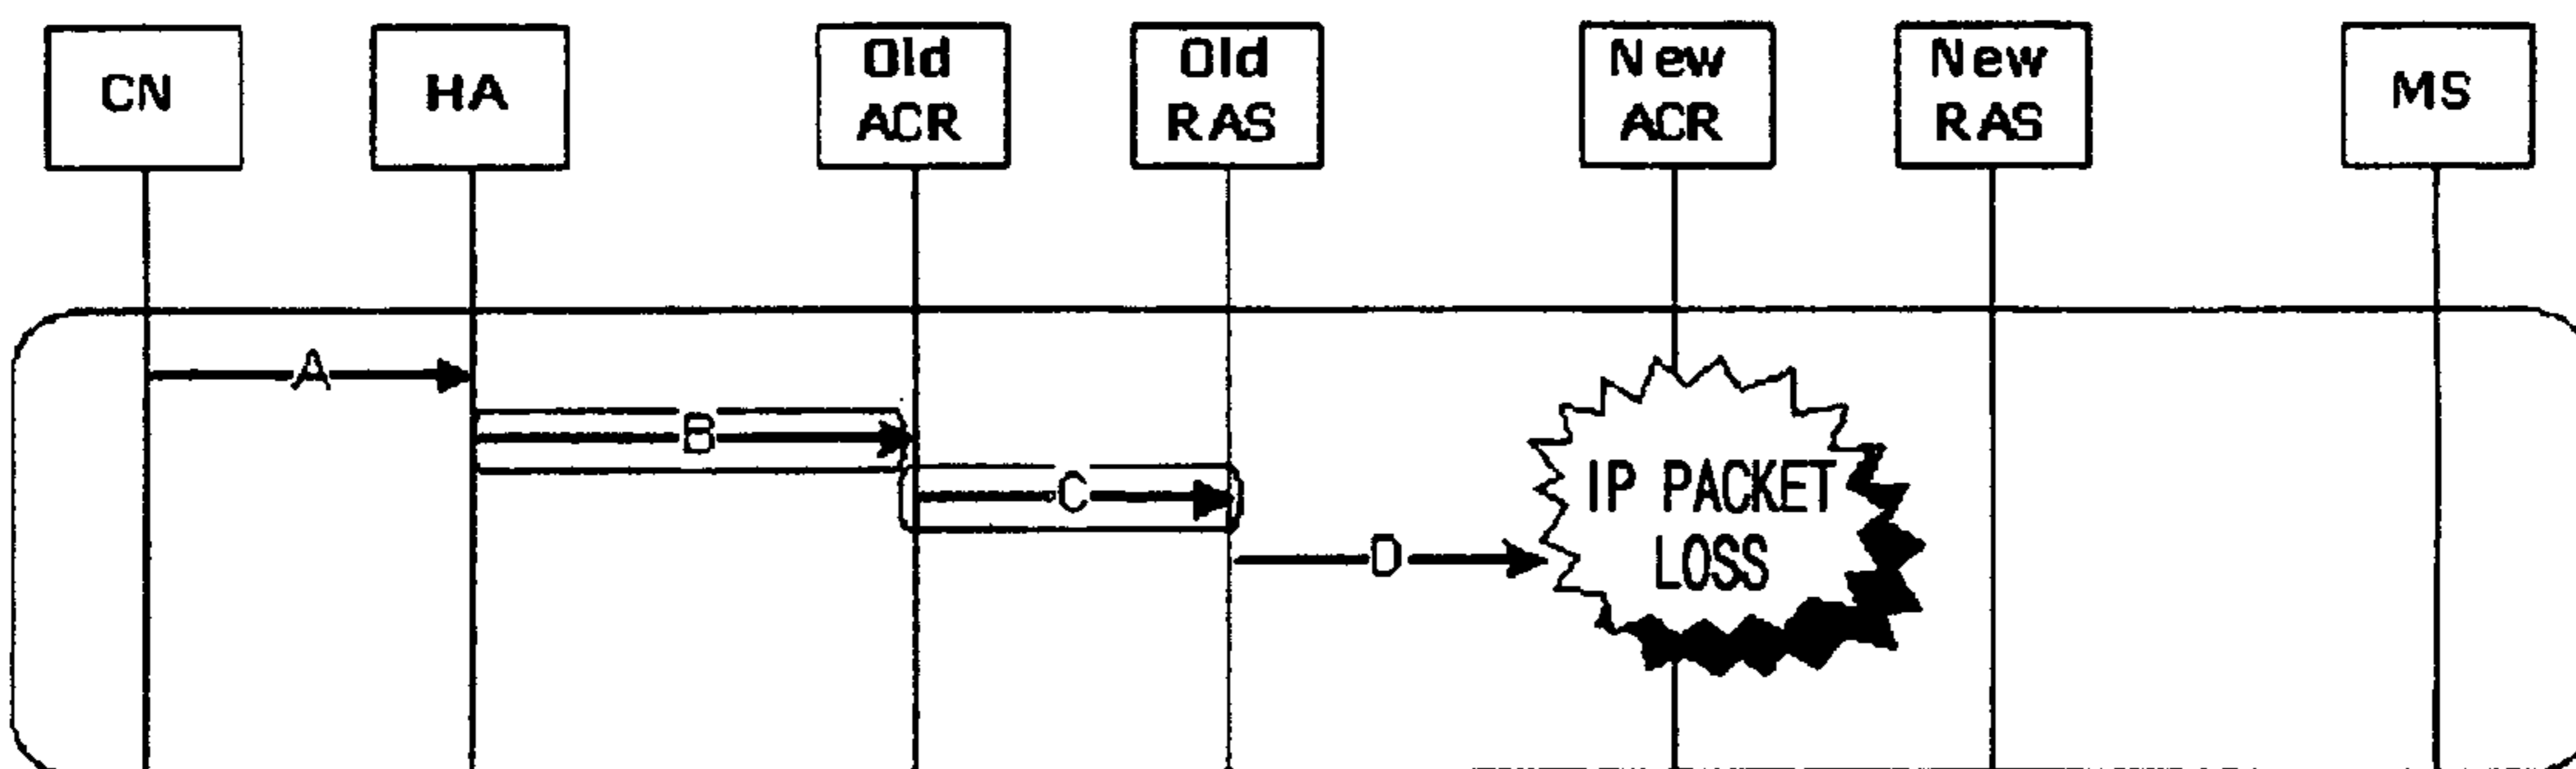 CN
HA
Old
ACR
Old
RAS
New
ACR
New
RAS
MS
A
B
C
D
IP PACKET
LOSS